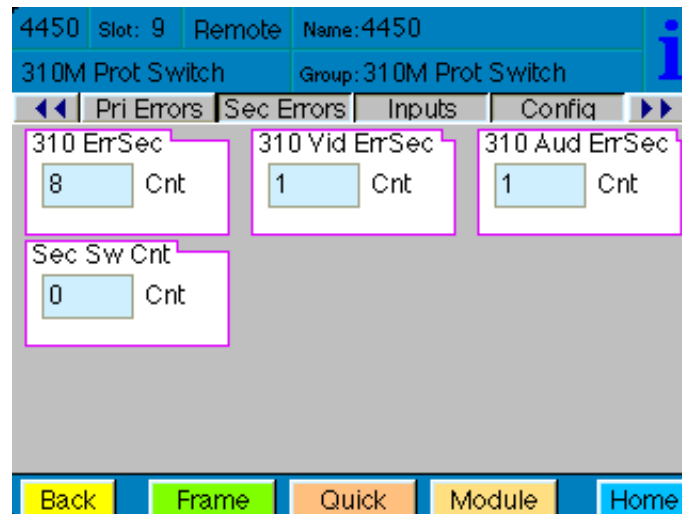 4450 Slot: 9 Remote Name:4450
310M Prot Switch Group:310M Prot Switch
i
Pri Errors Sec Errors Inputs Config
310 ErrSec 310 Vid ErrSec 310 Aud ErrSec
8 Cnt 1 Cnt 1 Cnt
Sec Sw Cnt
0 Cnt
Back Frame Quick Module Home